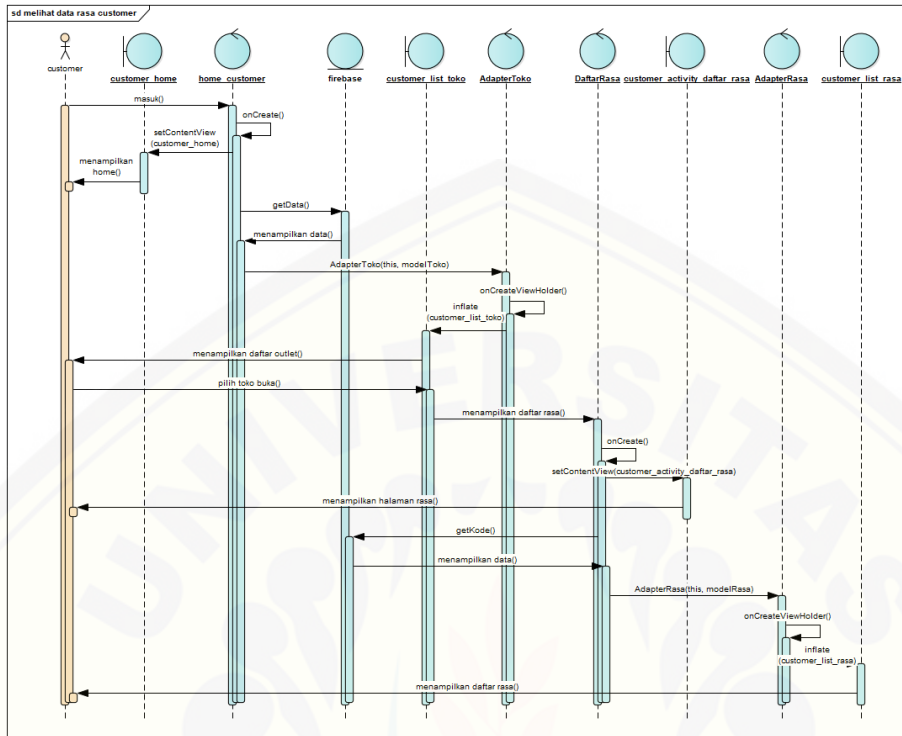 sd melihat data rasa customer
customer
customer_home
home_customer
firebase
customer_list_toko
AdapterToko
DaftarRasa
customer_activity_daftar_rasa
AdapterRasa
customer_list_rasa
masuk()
onCreate()
setContentView
(customer_home)
menampilkan
home()
getData()
menampilkan data()
AdapterToko(this, modelToko)
onCreateViewHolder()
inflate
(customer_list_toko)
menampilkan daftar outlet()
pilih toko buka()
menampilkan daftar rasa()
onCreate()
setContentView(customer_activity_daftar_rasa)
menampilkan halaman rasa()
getKode()
menampilkan data()
AdapterRasa(this, modelRasa)
onCreateViewHolder()
inflate
(customer_list_rasa)
menampilkan daftar rasa()
UNIVERSITAS